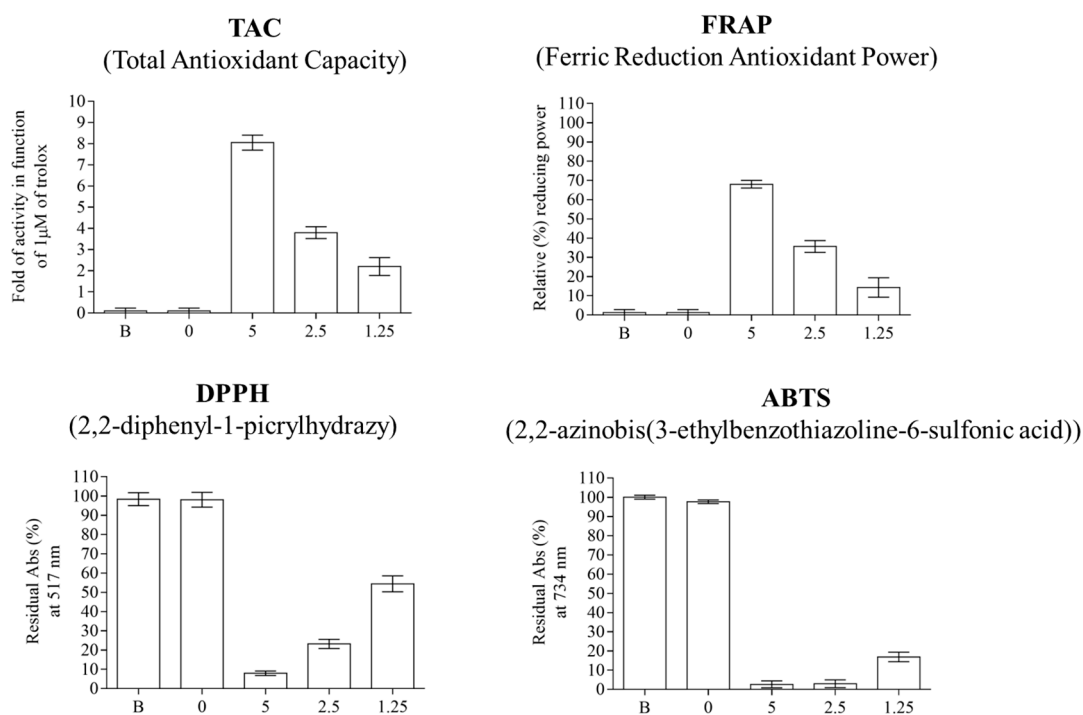 TAC
(Total Antioxidant Capacity)
Fold of activity in function
of 1μM of trolox
10
9
8
7
6
5
4
3
2
1
0
B 0 5 2.5 1.25
FRAP
(Ferric Reduction Antioxidant Power)
Relative (%) reducing power
110
100
90
80
70
60
50
40
30
20
10
0
B 0 5 2.5 1.25
DPPH
(2,2-diphenyl-1-picrylhydrazy)
Residual Abs (%)
at 517 nm
110
100
90
80
70
60
50
40
30
20
10
0
B 0 5 2.5 1.25
ABTS
(2,2-azinobis(3-ethylbenzothiazoline-6-sulfonic acid))
Residual Abs (%)
at 734 nm
110
100
90
80
70
60
50
40
30
20
10
0
B 0 5 2.5 1.25